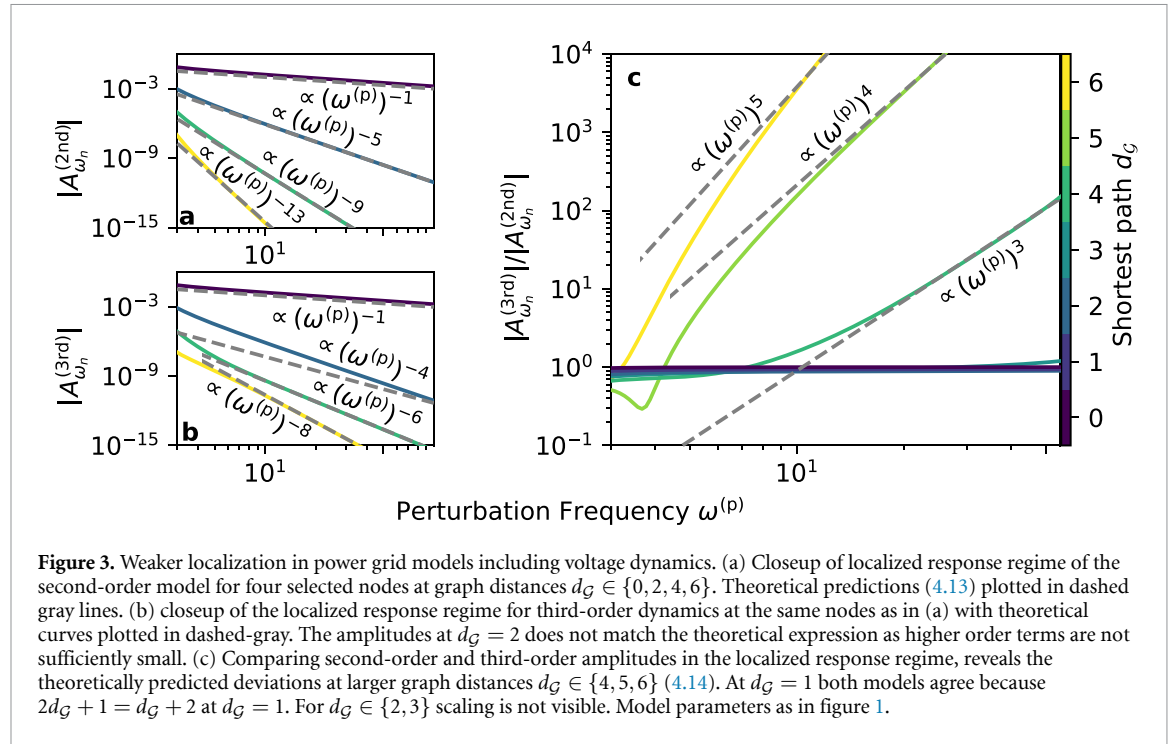 a
|A_{ω_n}^{(2nd)}|
10^{-3}
10^{-9}
10^{-15}
∝ (ω^{(p)})^{-1}
∝ (ω^{(p)})^{-5}
∝ (ω^{(p)})^{-9}
∝ (ω^{(p)})^{-13}
10^1
b
|A_{ω_n}^{(3rd)}|
10^{-3}
10^{-9}
10^{-15}
∝ (ω^{(p)})^{-1}
∝ (ω^{(p)})^{-4}
∝ (ω^{(p)})^{-6}
∝ (ω^{(p)})^{-8}
10^1
c
|A_{ω_n}^{(3rd)}|/|A_{ω_n}^{(2nd)}|
10^4
10^3
10^2
10^1
10^0
10^{-1}
∝ (ω^{(p)})^5
∝ (ω^{(p)})^4
∝ (ω^{(p)})^3
10^1
6
5
4
3
2
1
0
Shortest path d_𝒢
Perturbation Frequency ω^{(p)}
Figure 3. Weaker localization in power grid models including voltage dynamics. (a) Closeup of localized response regime of the
second-order model for four selected nodes at graph distances d_𝒢 ∈ {0,2,4,6}. Theoretical predictions (4.13) plotted in dashed
gray lines. (b) closeup of the localized response regime for third-order dynamics at the same nodes as in (a) with theoretical
curves plotted in dashed-gray. The amplitudes at d_𝒢 = 2 does not match the theoretical expression as higher order terms are not
sufficiently small. (c) Comparing second-order and third-order amplitudes in the localized response regime, reveals the
theoretically predicted deviations at larger graph distances d_𝒢 ∈ {4,5,6} (4.14). At d_𝒢 = 1 both models agree because
2d_𝒢 + 1 = d_𝒢 + 2 at d_𝒢 = 1. For d_𝒢 ∈ {2,3} scaling is not visible. Model parameters as in figure 1.